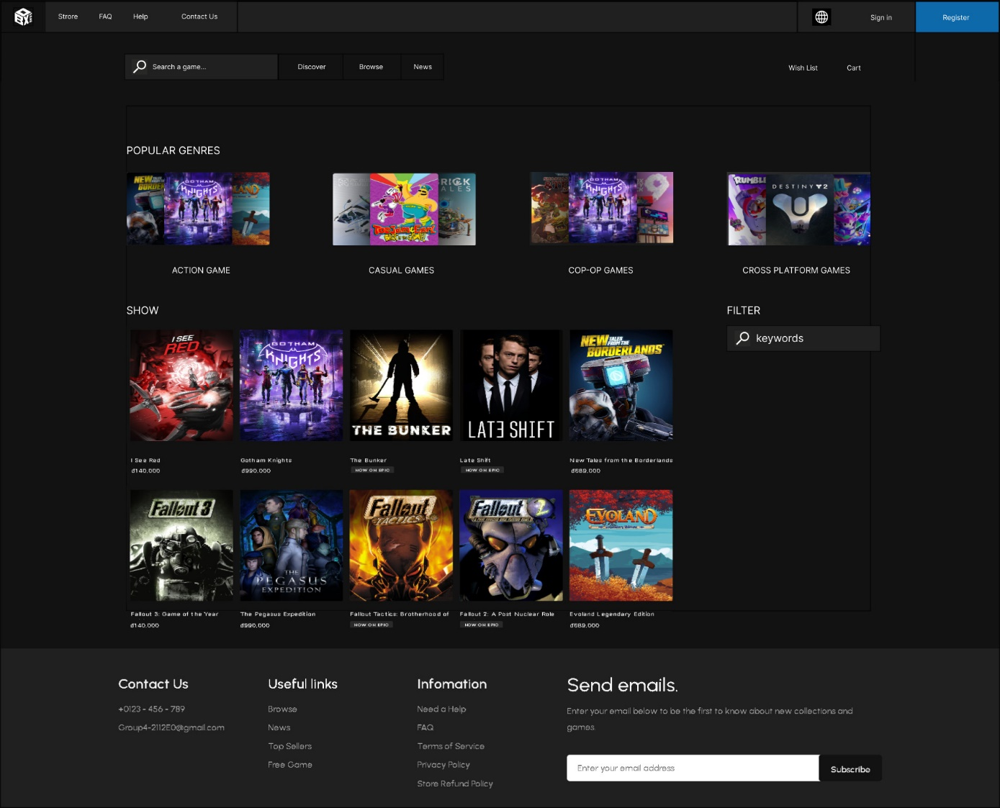 Strore FAQ Help Contact Us Sign in Register
Search a game... Discover Browse News Wish List Cart
POPULAR GENRES
NEW TALES FROM THE BORDER
GOTHAM KNIGHTS
LAND
BRICK TALES
ToeJam & Earl
GOTHAM KNIGHTS
RUMBLE
DESTINY 2
ACTION GAME CASUAL GAMES COP-OP GAMES CROSS PLATFORM GAMES
SHOW FILTER
keywords
I SEE RED
GOTHAM KNIGHTS
THE BUNKER
LATE SHIFT
NEW TALES FROM THE BORDERLANDS
I See Red Gotham Knights The Bunker Late Shift New Tales from the Borderlands
đ140.000 đ990.000 NOW ON EPIC NOW ON EPIC đ689.000
Fallout 3
THE PEGASUS EXPEDITION
Fallout TACTICS
Fallout 2
EVOLAND
Fallout 3: Game of the Year The Pegasus Expedition Fallout Tactics: Brotherhood of Fallout 2: A Post Nuclear Role Evoland Legendary Edition
đ140.000 đ990.000 NOW ON EPIC NOW ON EPIC đ689.000
Contact Us
+0123 - 456 - 789
Group4-2112E0@gmail.com
Useful links
Browse
News
Top Sellers
Free Game
Infomation
Need a Help
FAQ
Terms of Service
Privacy Policy
Store Refund Policy
Send emails.
Enter your email below to be the first to know about new collections and
games.
Enter your email address Subscribe